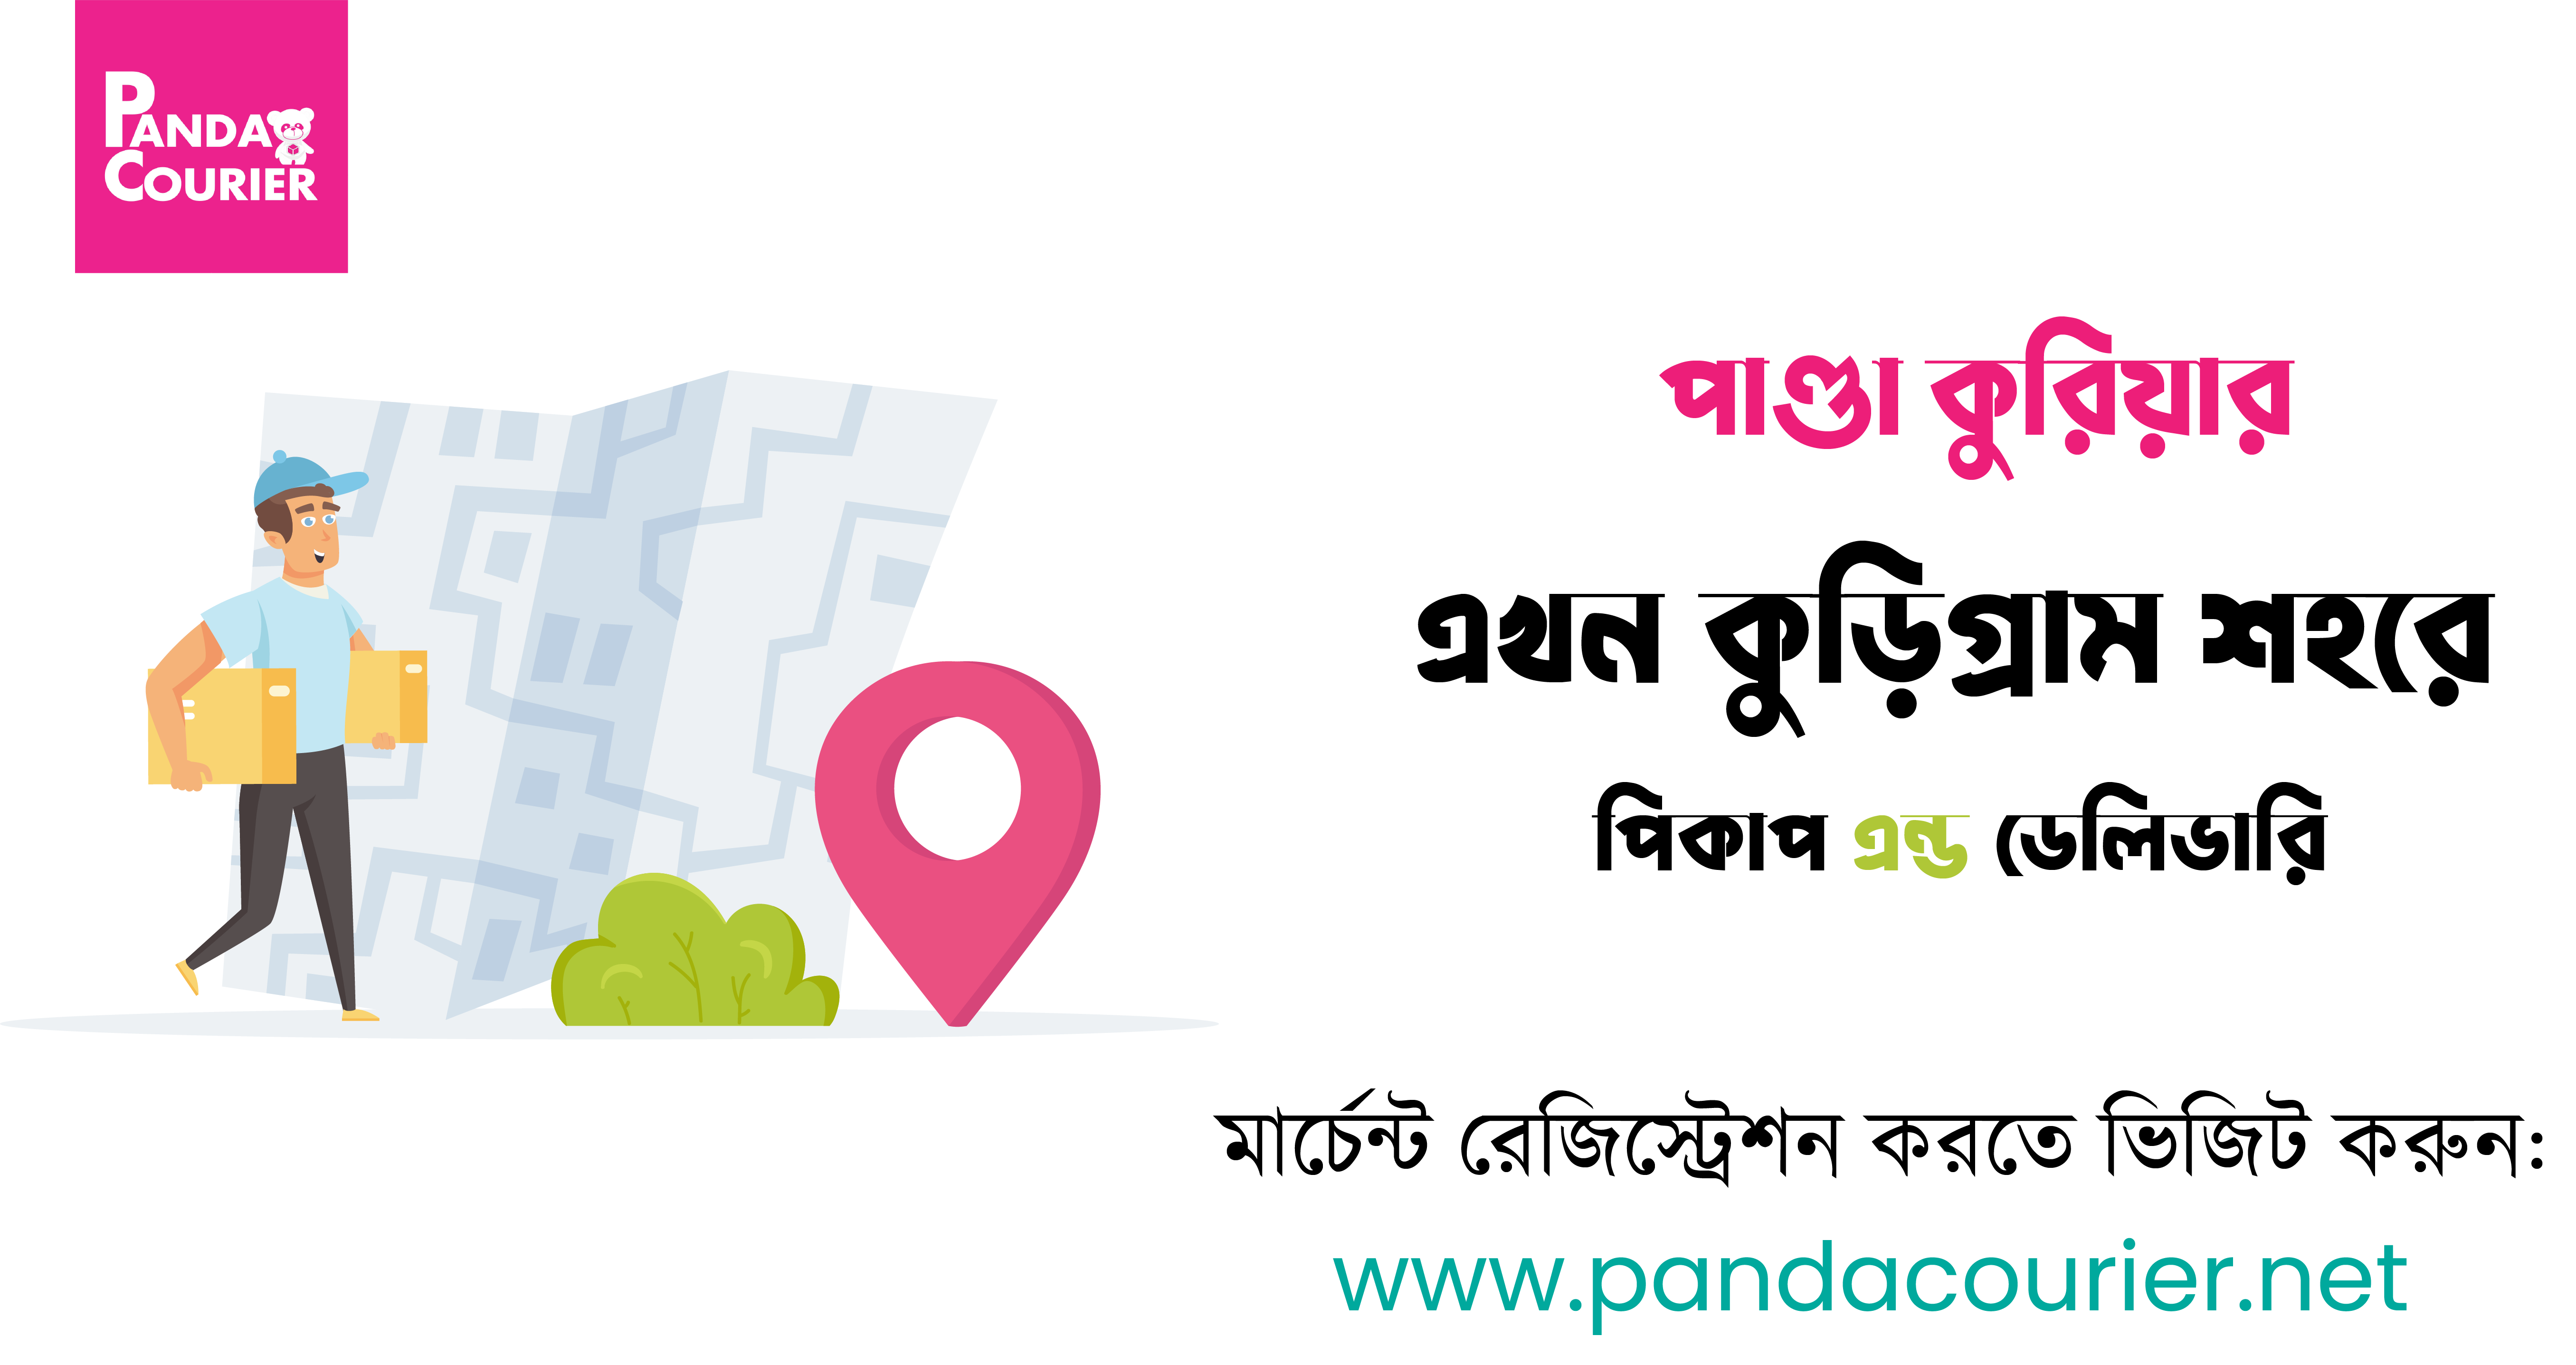 PANDA
COURIER
পাণ্ডা কুরিয়ার
এখন কুড়িগ্রাম শহরে
পিকাপ এন্ড ডেলিভারি
মার্চেন্ট রেজিস্ট্রেশন করতে ভিজিট করুন:
www.pandacourier.net